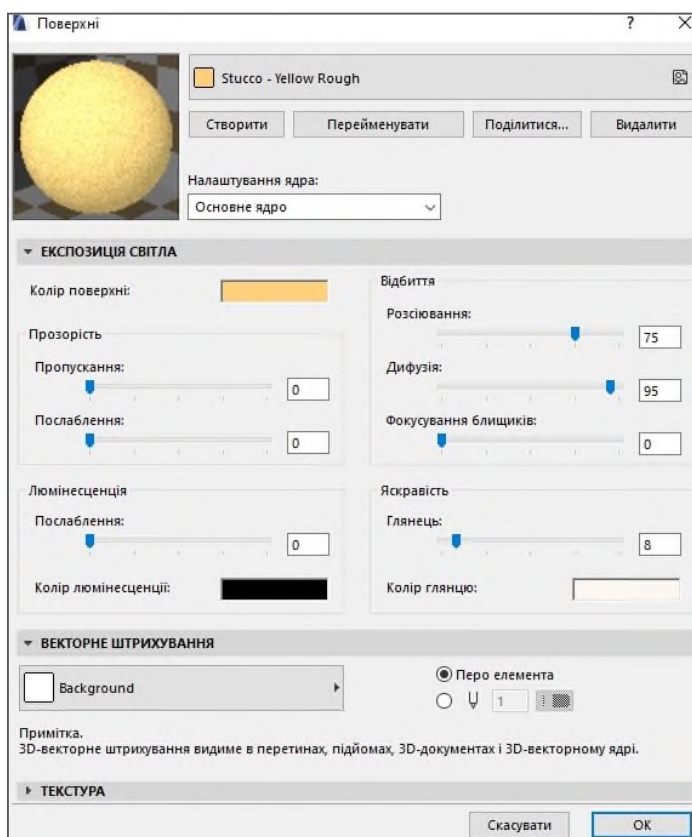 Поверхні ? X
Stucco - Yellow Rough
Створити Перейменувати Поділитися... Видалити
Налаштування ядра:
Основне ядро
ЕКСПОЗИЦІЯ СВІТЛА
Колір поверхні:
Прозорість
Пропускання:
0
Послаблення:
0
Відбиття
Розсіювання:
75
Дифузія:
95
Фокусування блищиків:
0
Люмінесценція
Послаблення:
0
Колір люмінесценції:
Яскравість
Глянець:
8
Колір глянцю:
ВЕКТОРНЕ ШТРИХУВАННЯ
Background
Перо елемента
1
Примітка.
3D-векторне штрихування видиме в перетинах, підйомах, 3D-документах і 3D-векторному ядрі.
ТЕКСТУРА
Скасувати OK